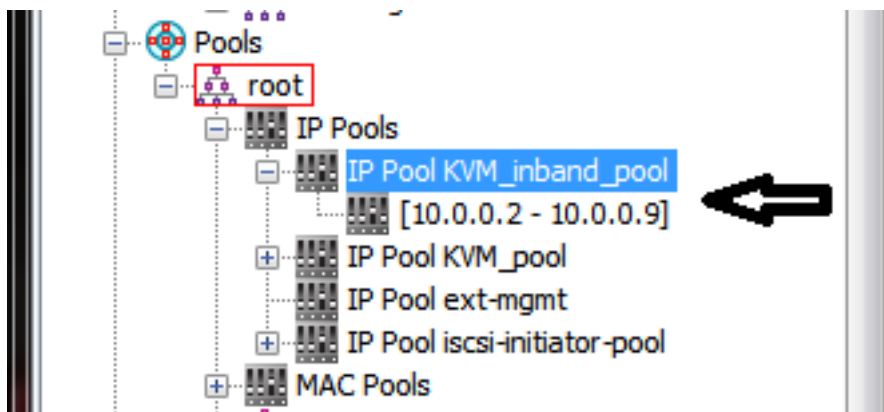 Pools
root
IP Pools
IP Pool KVM_inband_pool
[10.0.0.2 - 10.0.0.9]
IP Pool KVM_pool
IP Pool ext-mgmt
IP Pool iscsi-initiator-pool
MAC Pools